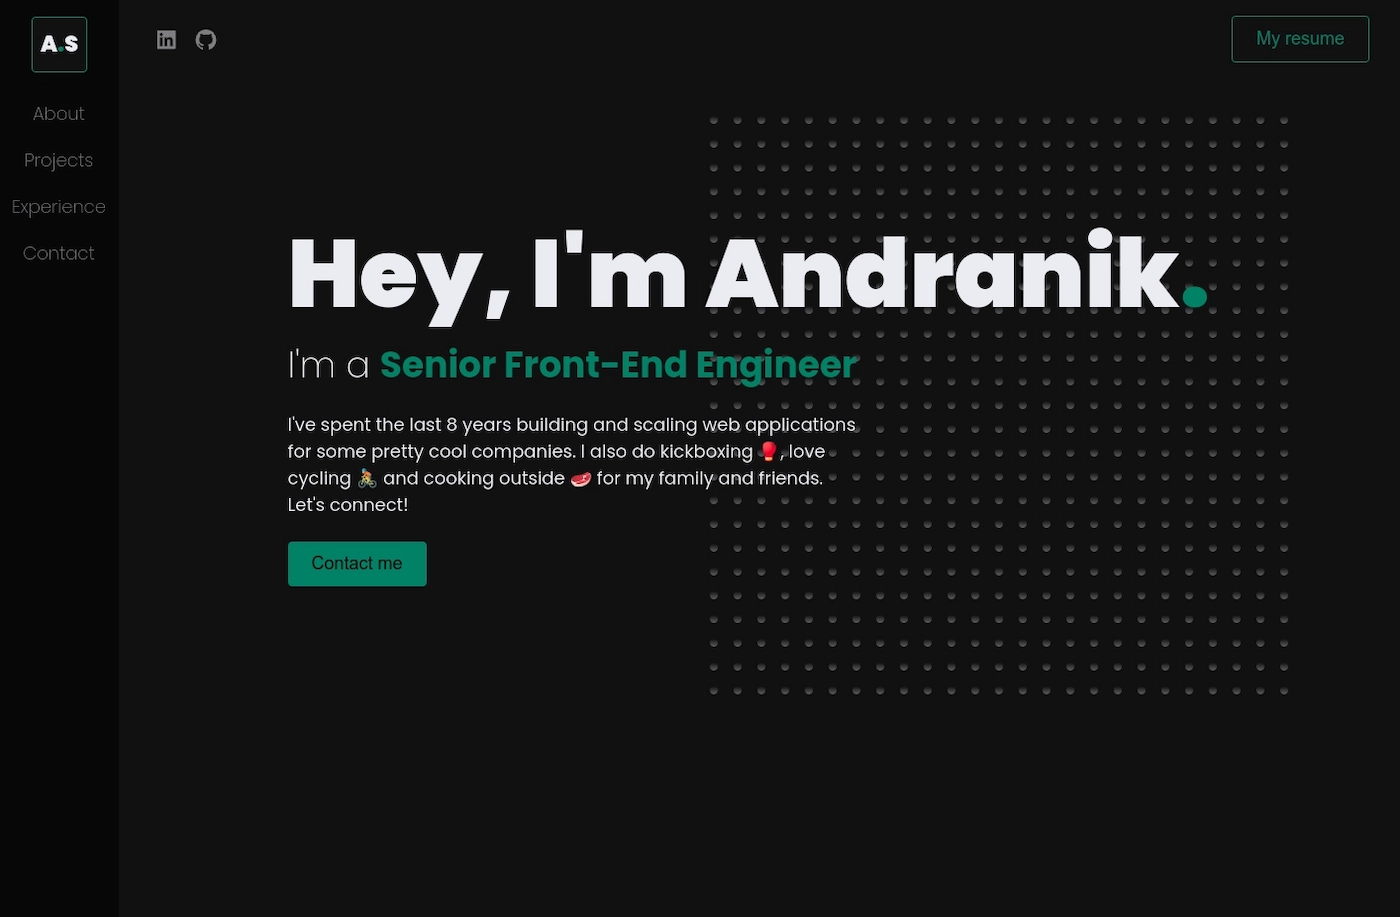 A.S
About
Projects
Experience
Contact
in
My resume
Hey, I'm Andranik.
I'm a Senior Front-End Engineer
I've spent the last 8 years building and scaling web applications
for some pretty cool companies. I also do kickboxing 🥊, love
cycling 🚴 and cooking outside 🥩 for my family and friends.
Let's connect!
Contact me